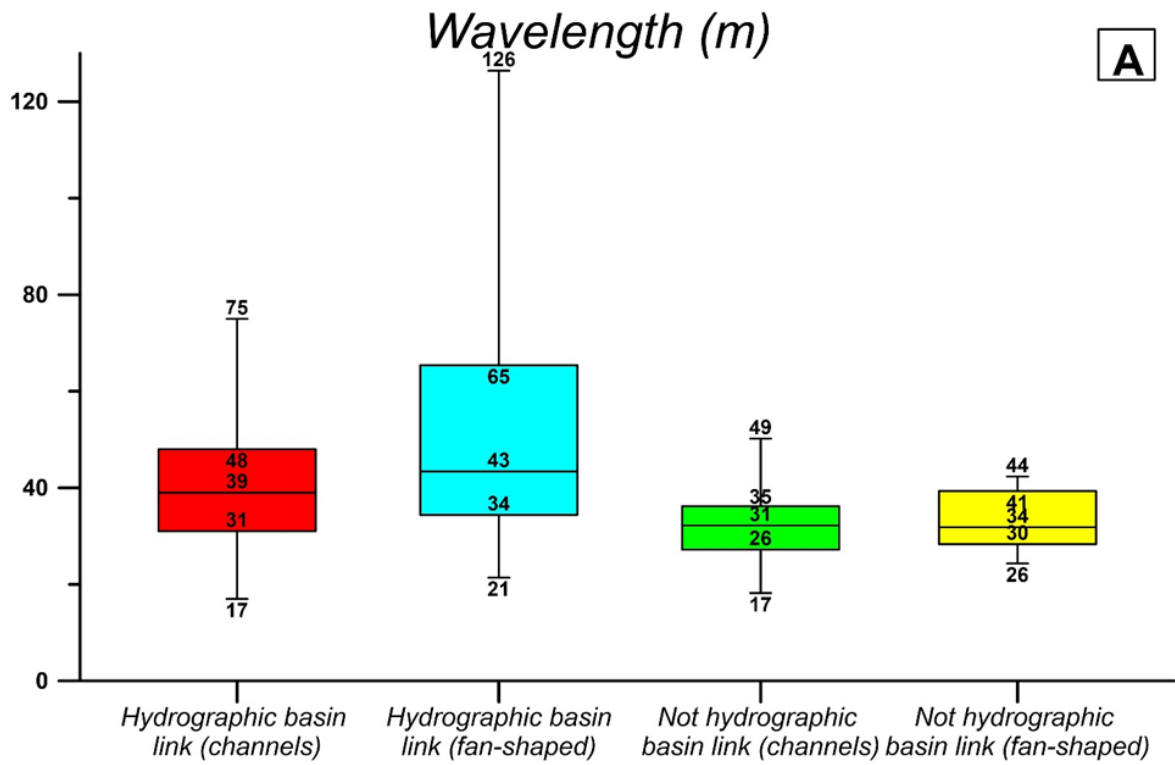 Wavelength (m)
A
120
80
40
0
75
48
39
31
17
126
65
43
34
21
49
35
31
26
17
44
41
34
30
26
Hydrographic basin
link (channels)
Hydrographic basin
link (fan-shaped)
Not hydrographic
basin link (channels)
Not hydrographic
basin link (fan-shaped)